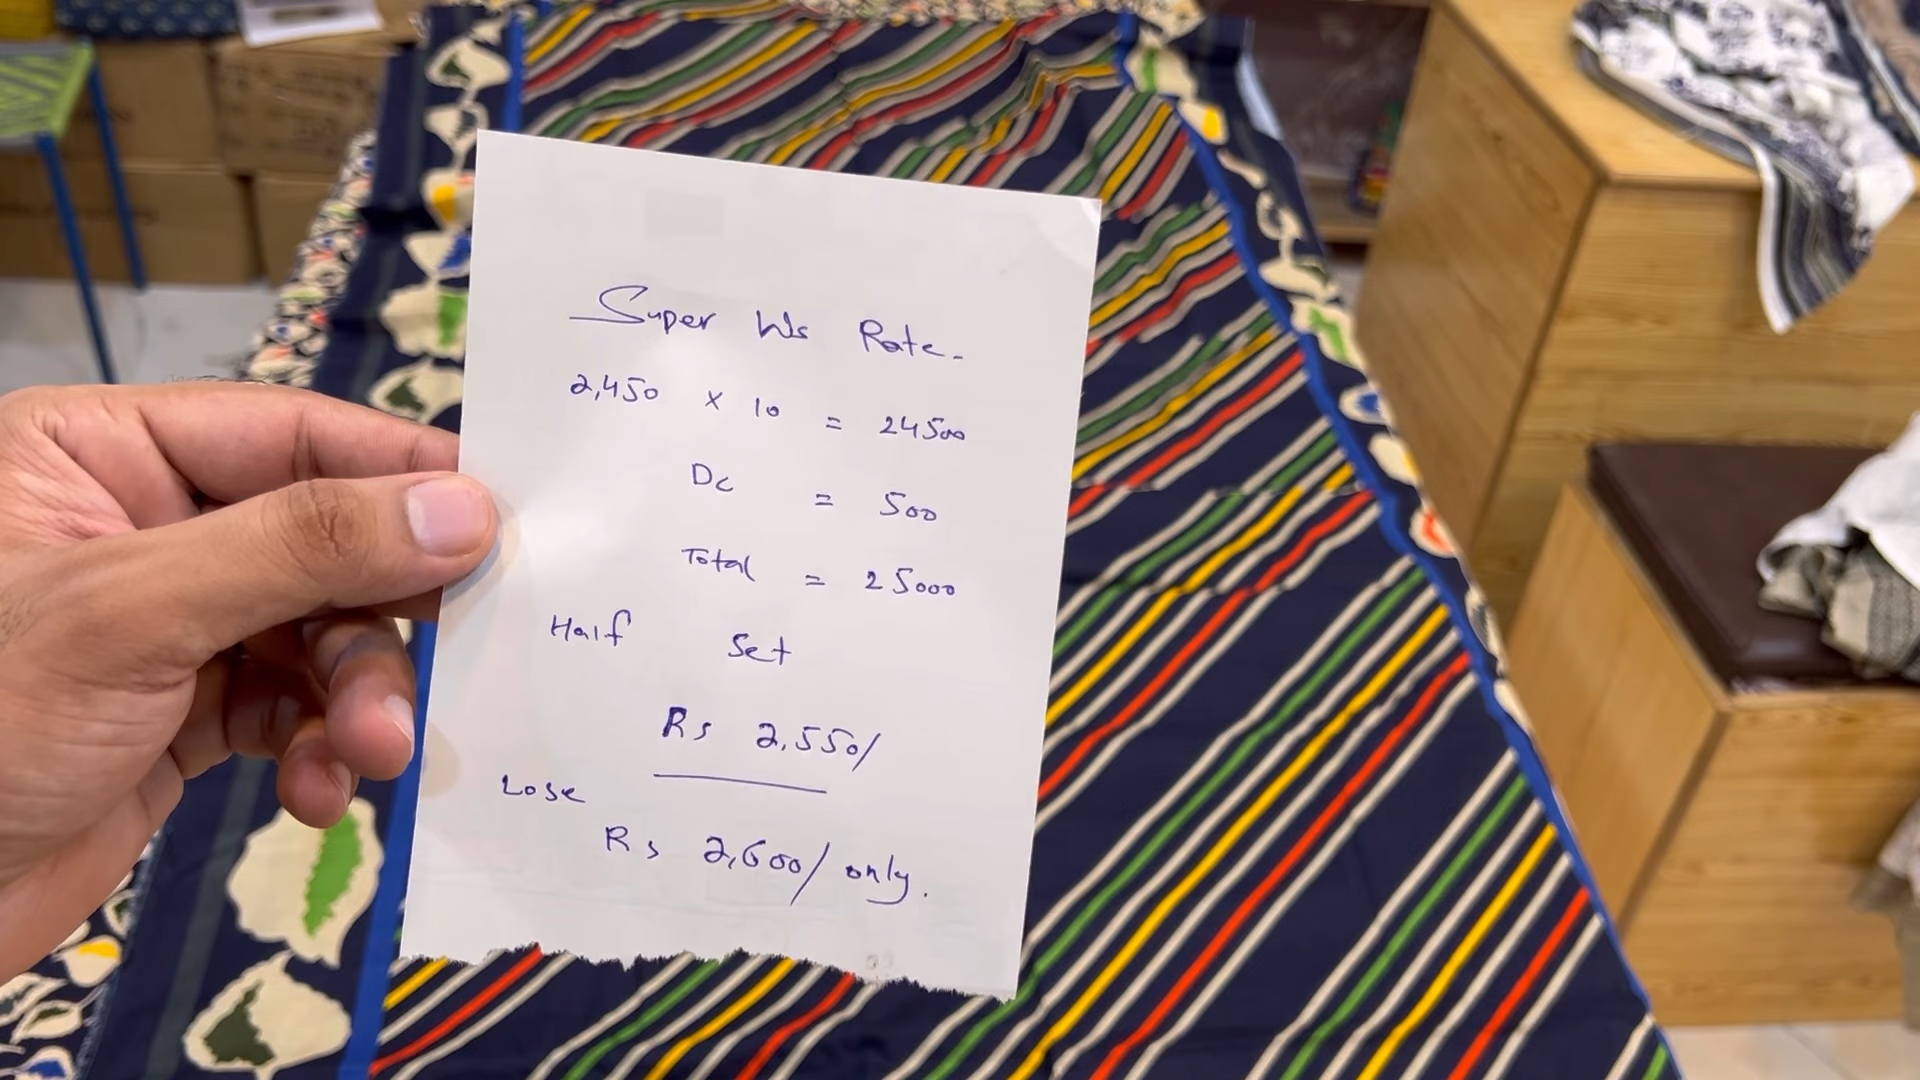 Super Ws Rate-
2,450 x 10 = 24500
Dc = 500
Total = 25000
Half Set
Rs 2,550/
Lose
Rs 2,600/ only.